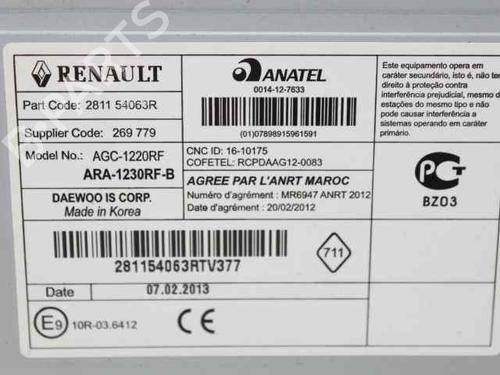 RENAULT
Part Code: 2811 54063R
Supplier Code: 269 779
Model No.: AGC-1220RF
ARA-1230RF-B
DAEWOO IS CORP.
Made in Korea
ANATEL
0014-12-7633
(01)07898915961591
CNC ID: 16-10175
COFETEL: RCPDAAG12-0083
AGREE PAR L'ANRT MAROC
Numéro d'agrément : MR6947 ANRT 2012
Date d'agrément : 20/02/2012
Este equipamento opera em
caráter secundário, isto é, não tem
direito à proteção contra
interferência prejudicial, mesmo de
estações do mesmo tipo e não pode
causar interferência a sistemas
operando em caráter
primário.
BZ03
281154063RTV377
711
Date 07.02.2013
E9 10R-03.6412
CE